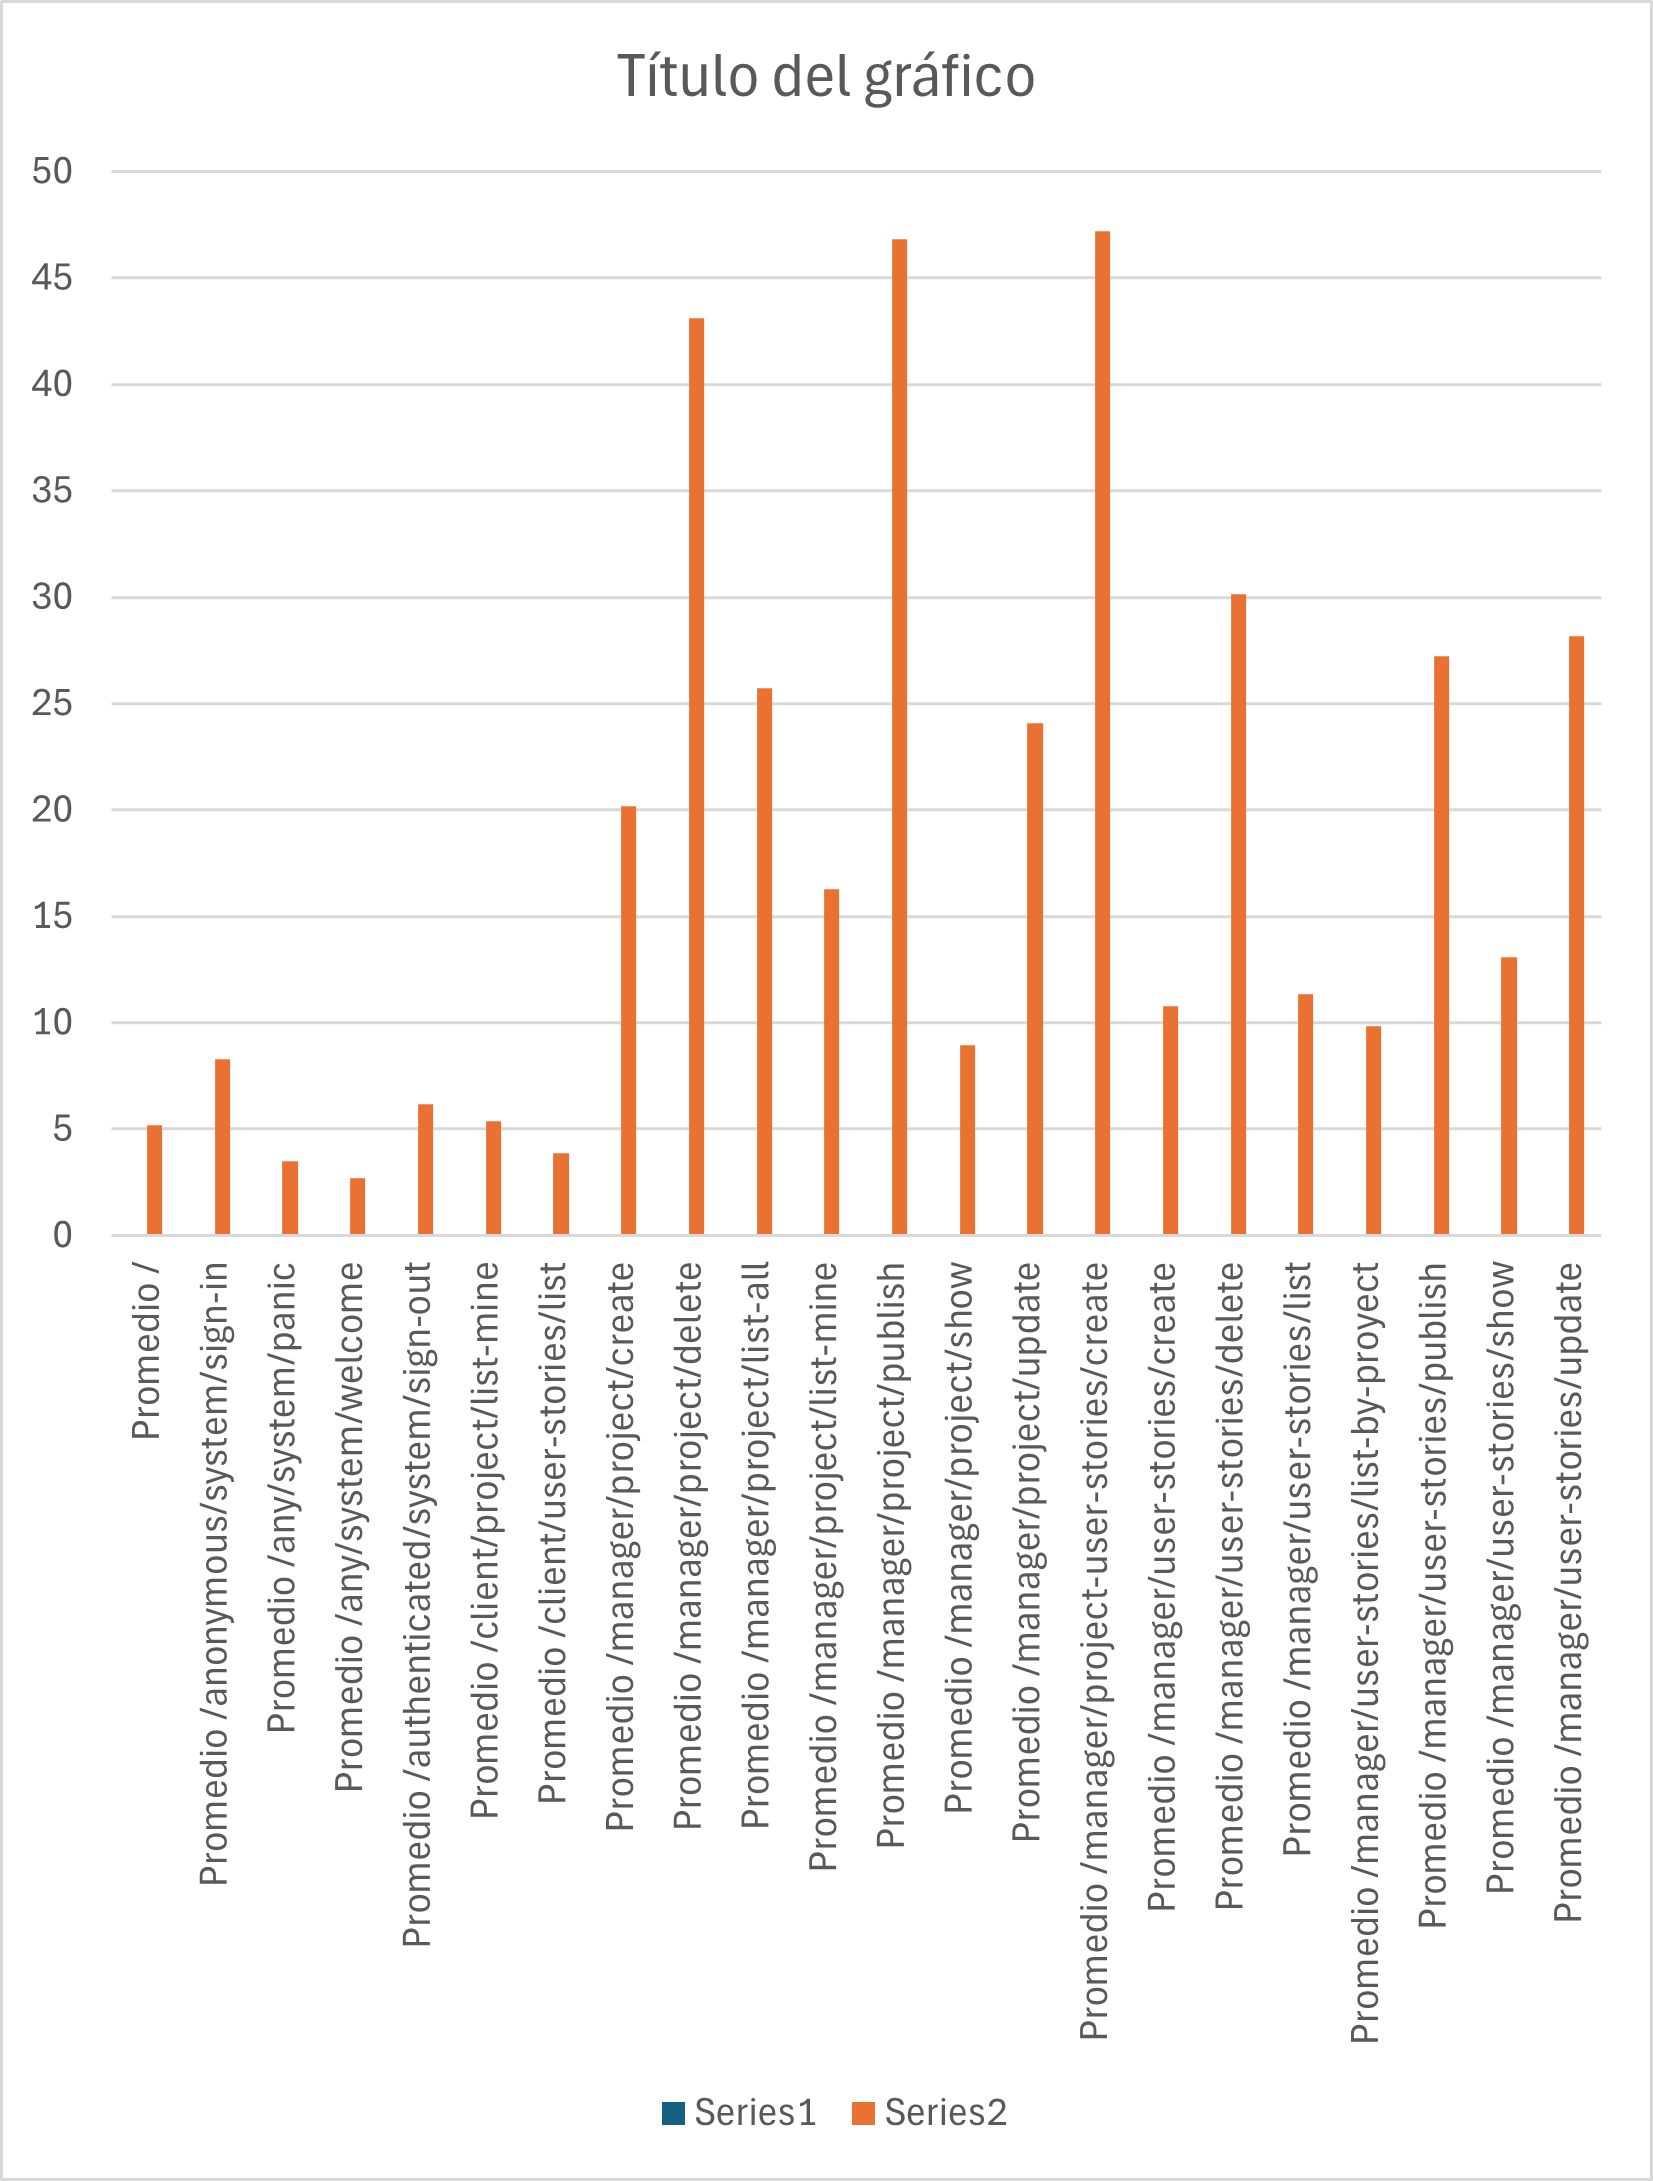 Título del gráfico
50
45
40
35
30
25
20
15
10
5
0
Promedio /
Promedio /anonymous/system/sign-in
Promedio /any/system/panic
Promedio /any/system/welcome
Promedio /authenticated/system/sign-out
Promedio /client/project/list-mine
Promedio /client/user-stories/list
Promedio /manager/project/create
Promedio /manager/project/delete
Promedio /manager/project/list-all
Promedio /manager/project/list-mine
Promedio /manager/project/publish
Promedio /manager/project/show
Promedio /manager/project/update
Promedio /manager/project-user-stories/create
Promedio /manager/user-stories/create
Promedio /manager/user-stories/delete
Promedio /manager/user-stories/list
Promedio /manager/user-stories/list-by-proyect
Promedio /manager/user-stories/publish
Promedio /manager/user-stories/show
Promedio /manager/user-stories/update
Series1 Series2